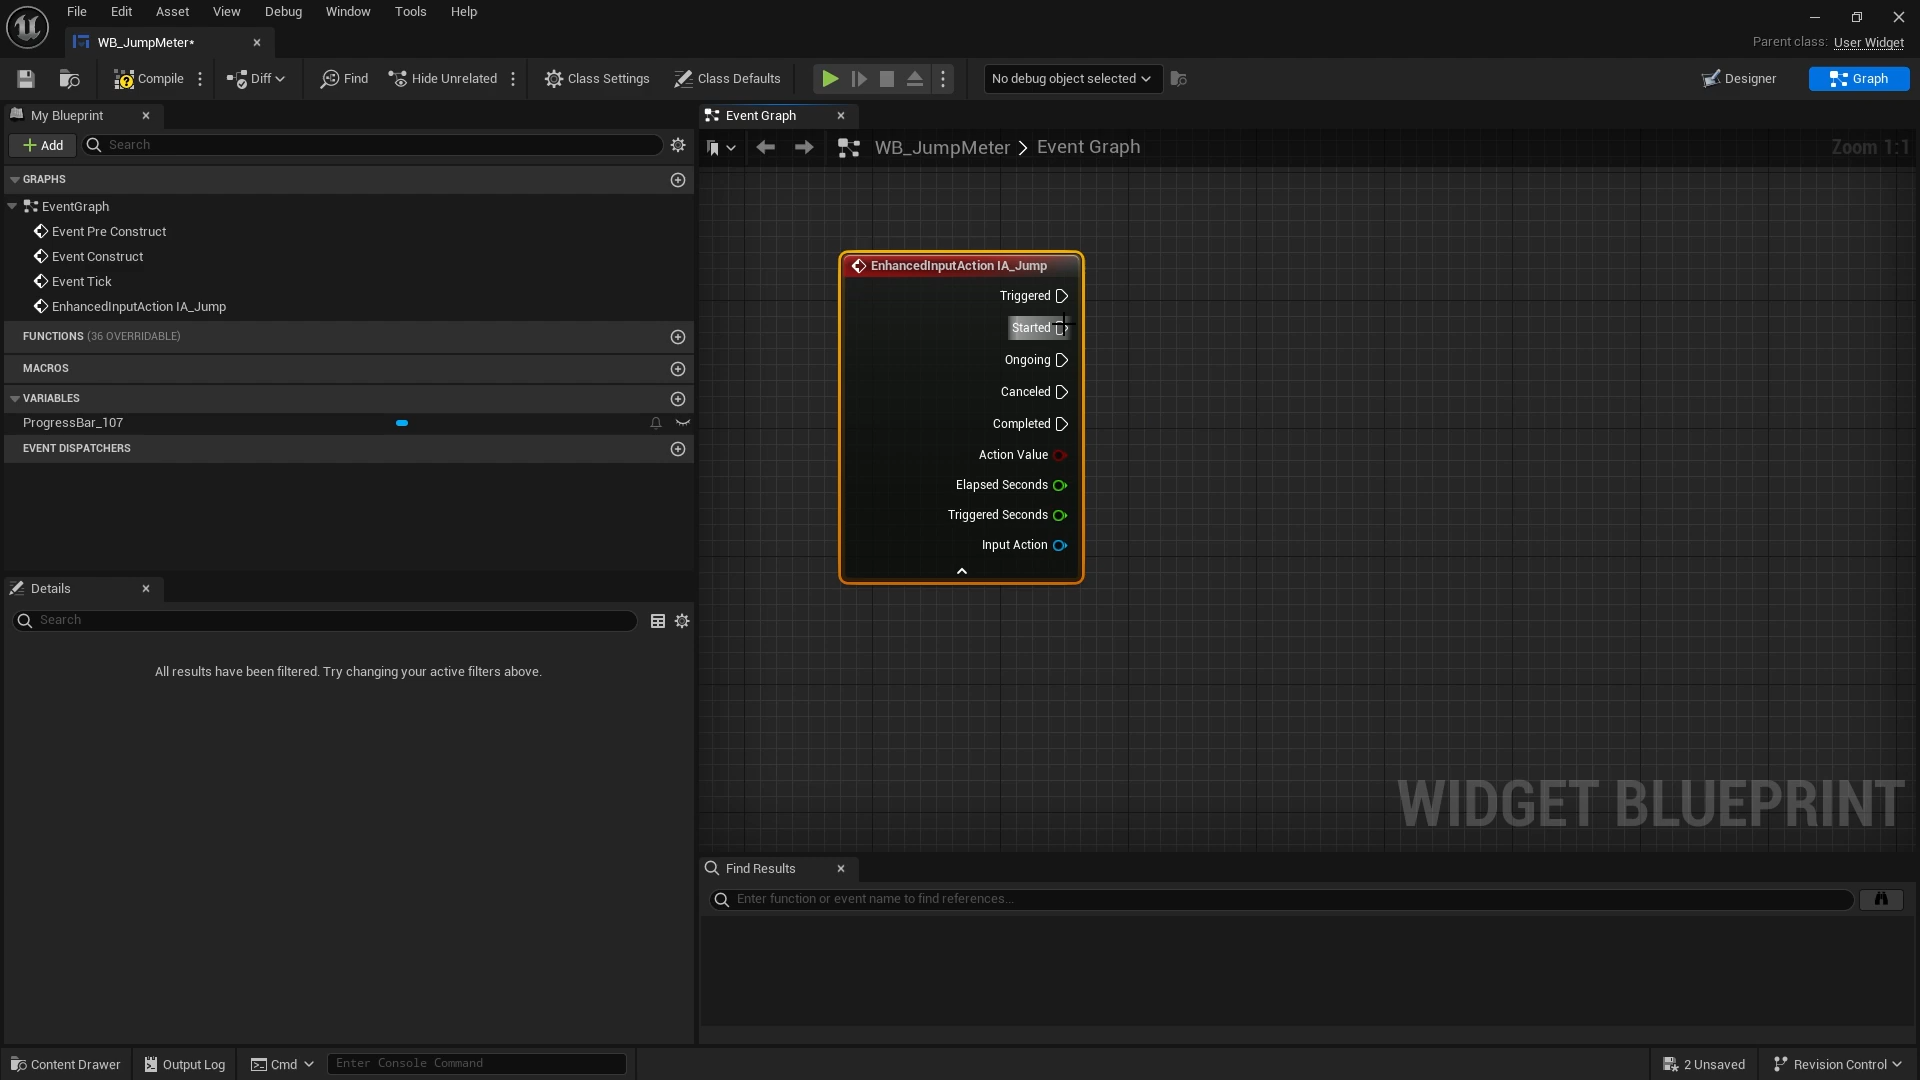 File Edit Asset View Debug Window Tools Help
WB_JumpMeter*
Parent class: User Widget
Compile Diff Find Hide Unrelated Class Settings Class Defaults No debug object selected Designer Graph
My Blueprint
Event Graph
Add Search
WB_JumpMeter > Event Graph Zoom 1:1
GRAPHS
EventGraph
Event Pre Construct
Event Construct
Event Tick
EnhancedInputAction IA_Jump
FUNCTIONS (36 OVERRIDABLE)
MACROS
VARIABLES
ProgressBar_107
EVENT DISPATCHERS
Details
Search
All results have been filtered. Try changing your active filters above.
EnhancedInputAction IA_Jump
Triggered
Started
Ongoing
Canceled
Completed
Action Value
Elapsed Seconds
Triggered Seconds
Input Action
WIDGET BLUEPRINT
Find Results
Enter function or event name to find references...
Content Drawer Output Log Cmd Enter Console Command 2 Unsaved Revision Control